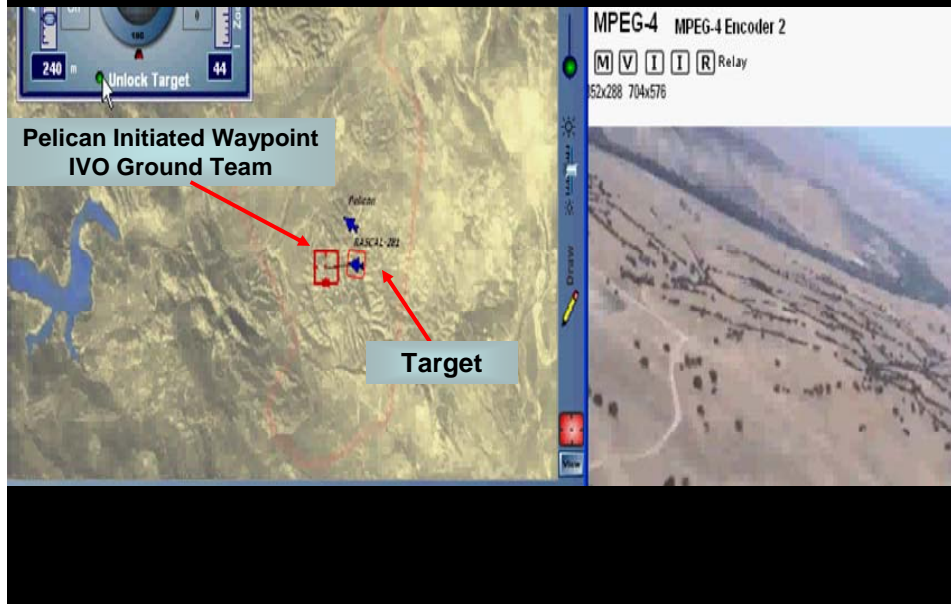 240 m
Unlock Target
44
Pelican Initiated Waypoint
IVO Ground Team
Pelican
RASCAL-201
Target
Draw
View
MPEG-4 MPEG-4 Encoder 2
M V I I R Relay
352x288 704x576